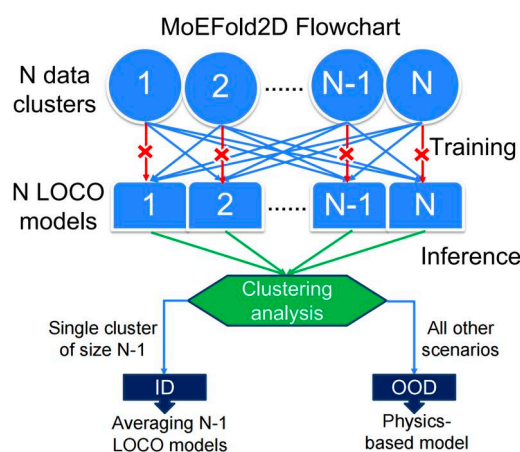 MoEFold2D Flowchart
N data
clusters
1
2
......
N-1
N
Training
N LOCO
models
1
2
......
N-1
N
Inference
Clustering
analysis
Single cluster
of size N-1
All other
scenarios
ID
OOD
Averaging N-1
LOCO models
Physics-
based model